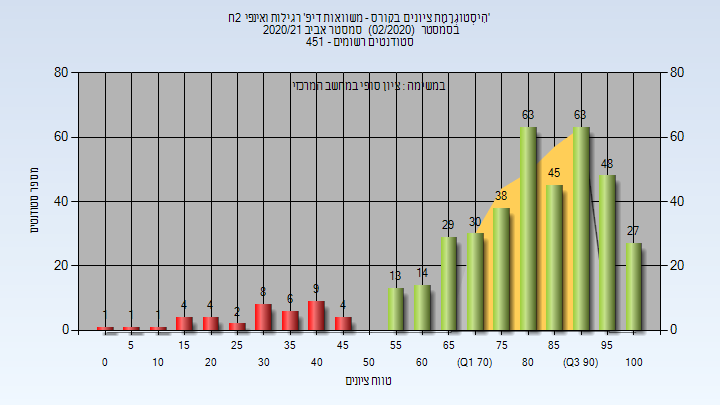 הִיסְטוֹגְרָמַת ציונים בקורס - משוואות דיפ' רגילות ואינפי 2ח'
בסמסטר (02/2020) סמסטר אביב 2020/21
סטודנטים רשומים - 451
במשימה : ציון סופי במחשב המרכזי
מספר סטודנטים
80 80
60 60
40 40
20 20
0 0
1 1 1 4 4 2 8 6 9 4 13 14 29 30 38 63 45 63 48 27
5 15 25 35 45 55 65 75 85 95
0 10 20 30 40 50 60 (Q1 70) 80 (Q3 90) 100
טווח ציונים